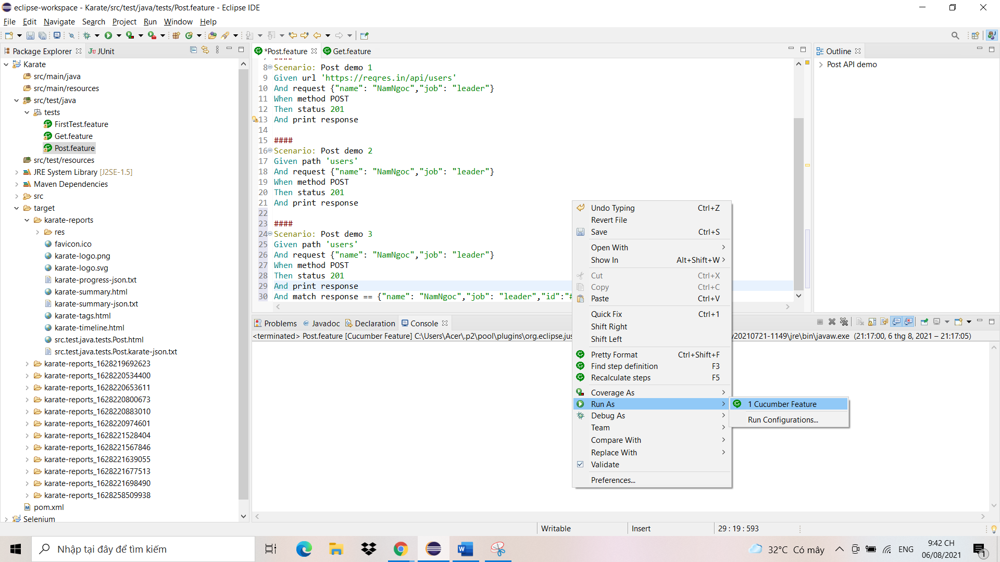 eclipse-workspace - Karate/src/test/java/tests/Post.feature - Eclipse IDE
File Edit Navigate Search Project Run Window Help
Package Explorer
JUnit
Karate
src/main/java
src/main/resources
src/test/java
tests
FirstTest.feature
Get.feature
Post.feature
src/test/resources
JRE System Library [J2SE-1.5]
Maven Dependencies
src
target
karate-reports
res
favicon.ico
karate-logo.png
karate-logo.svg
karate-progress-json.txt
karate-summary.html
karate-summary-json.txt
karate-tags.html
karate-timeline.html
src.test.java.tests.Post.html
src.test.java.tests.Post.karate-json.txt
karate-reports_1628219692623
karate-reports_1628220534400
karate-reports_1628220653611
karate-reports_1628220800673
karate-reports_1628220883010
karate-reports_1628220974601
karate-reports_1628221528404
karate-reports_1628221567846
karate-reports_1628221639055
karate-reports_1628221677513
karate-reports_1628221698490
karate-reports_1628258509938
pom.xml
Selenium
*Post.feature
Get.feature
7 ####
8 Scenario: Post demo 1
9 Given url 'https://reqres.in/api/users'
10 And request {"name": "NamNgoc","job": "leader"}
11 When method POST
12 Then status 201
13 And print response
14
15 ####
16 Scenario: Post demo 2
17 Given path 'users'
18 And request {"name": "NamNgoc","job": "leader"}
19 When method POST
20 Then status 201
21 And print response
22
23 ####
24 Scenario: Post demo 3
25 Given path 'users'
26 And request {"name": "NamNgoc","job": "leader"}
27 When method POST
28 Then status 201
29 And print response
30 And match response == {"name": "NamNgoc","job": "leader","id":"#
Outline
Post API demo
Problems
@ Javadoc
Declaration
Console
<terminated> Post.feature [Cucumber Feature] C:\Users\Acer\.p2\pool\plugins\org.eclipse.jus
v20210721-1149\jre\bin\javaw.exe (21:17:00, 6 thg 8, 2021 – 21:17:05)
Undo Typing Ctrl+Z
Revert File
Save Ctrl+S
Open With
Show In Alt+Shift+W
Cut Ctrl+X
Copy Ctrl+C
Paste Ctrl+V
Quick Fix Ctrl+1
Shift Right
Shift Left
Pretty Format Ctrl+Shift+F
Find step definition F3
Recalculate steps F5
Coverage As
Run As
Debug As
Team
Compare With
Replace With
Validate
Preferences...
1 Cucumber Feature
Run Configurations...
Writable
Insert
29 : 19 : 593
Nhập tại đây để tìm kiếm
32°C Có mây
ENG
9:42 CH
06/08/2021
1